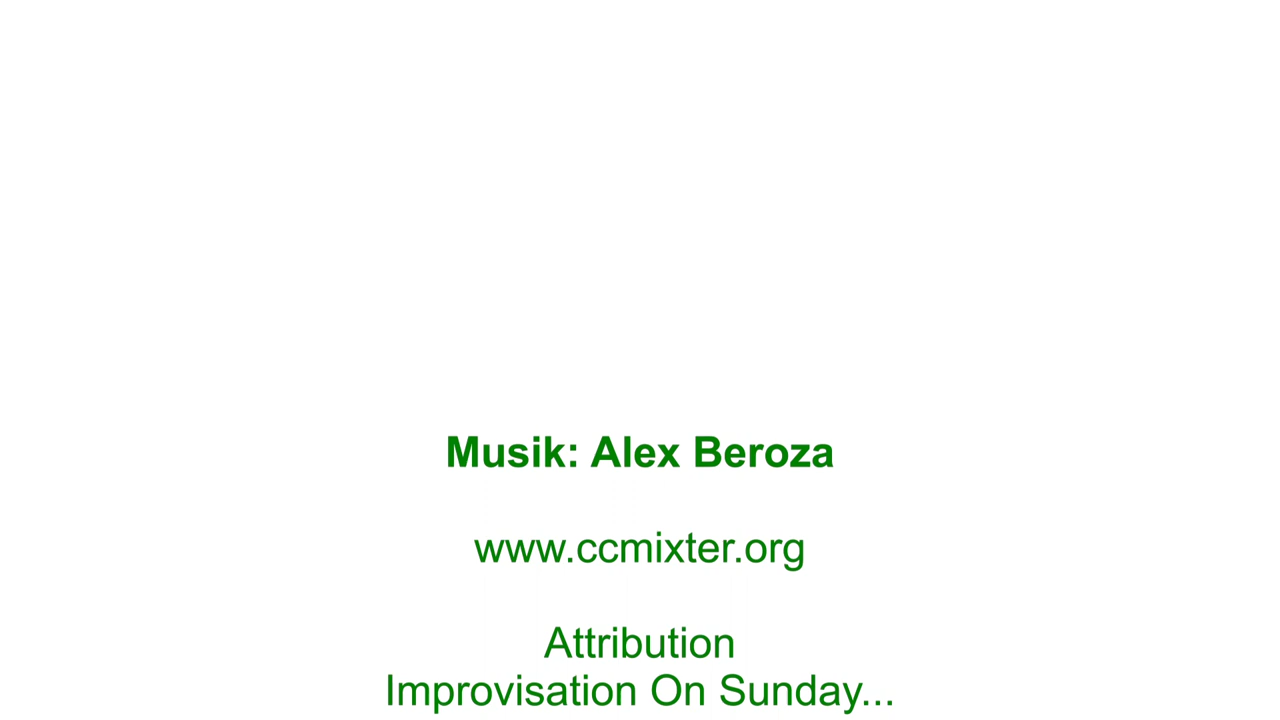 Musik: Alex Beroza
www.ccmixter.org
Attribution
Improvisation On Sunday...